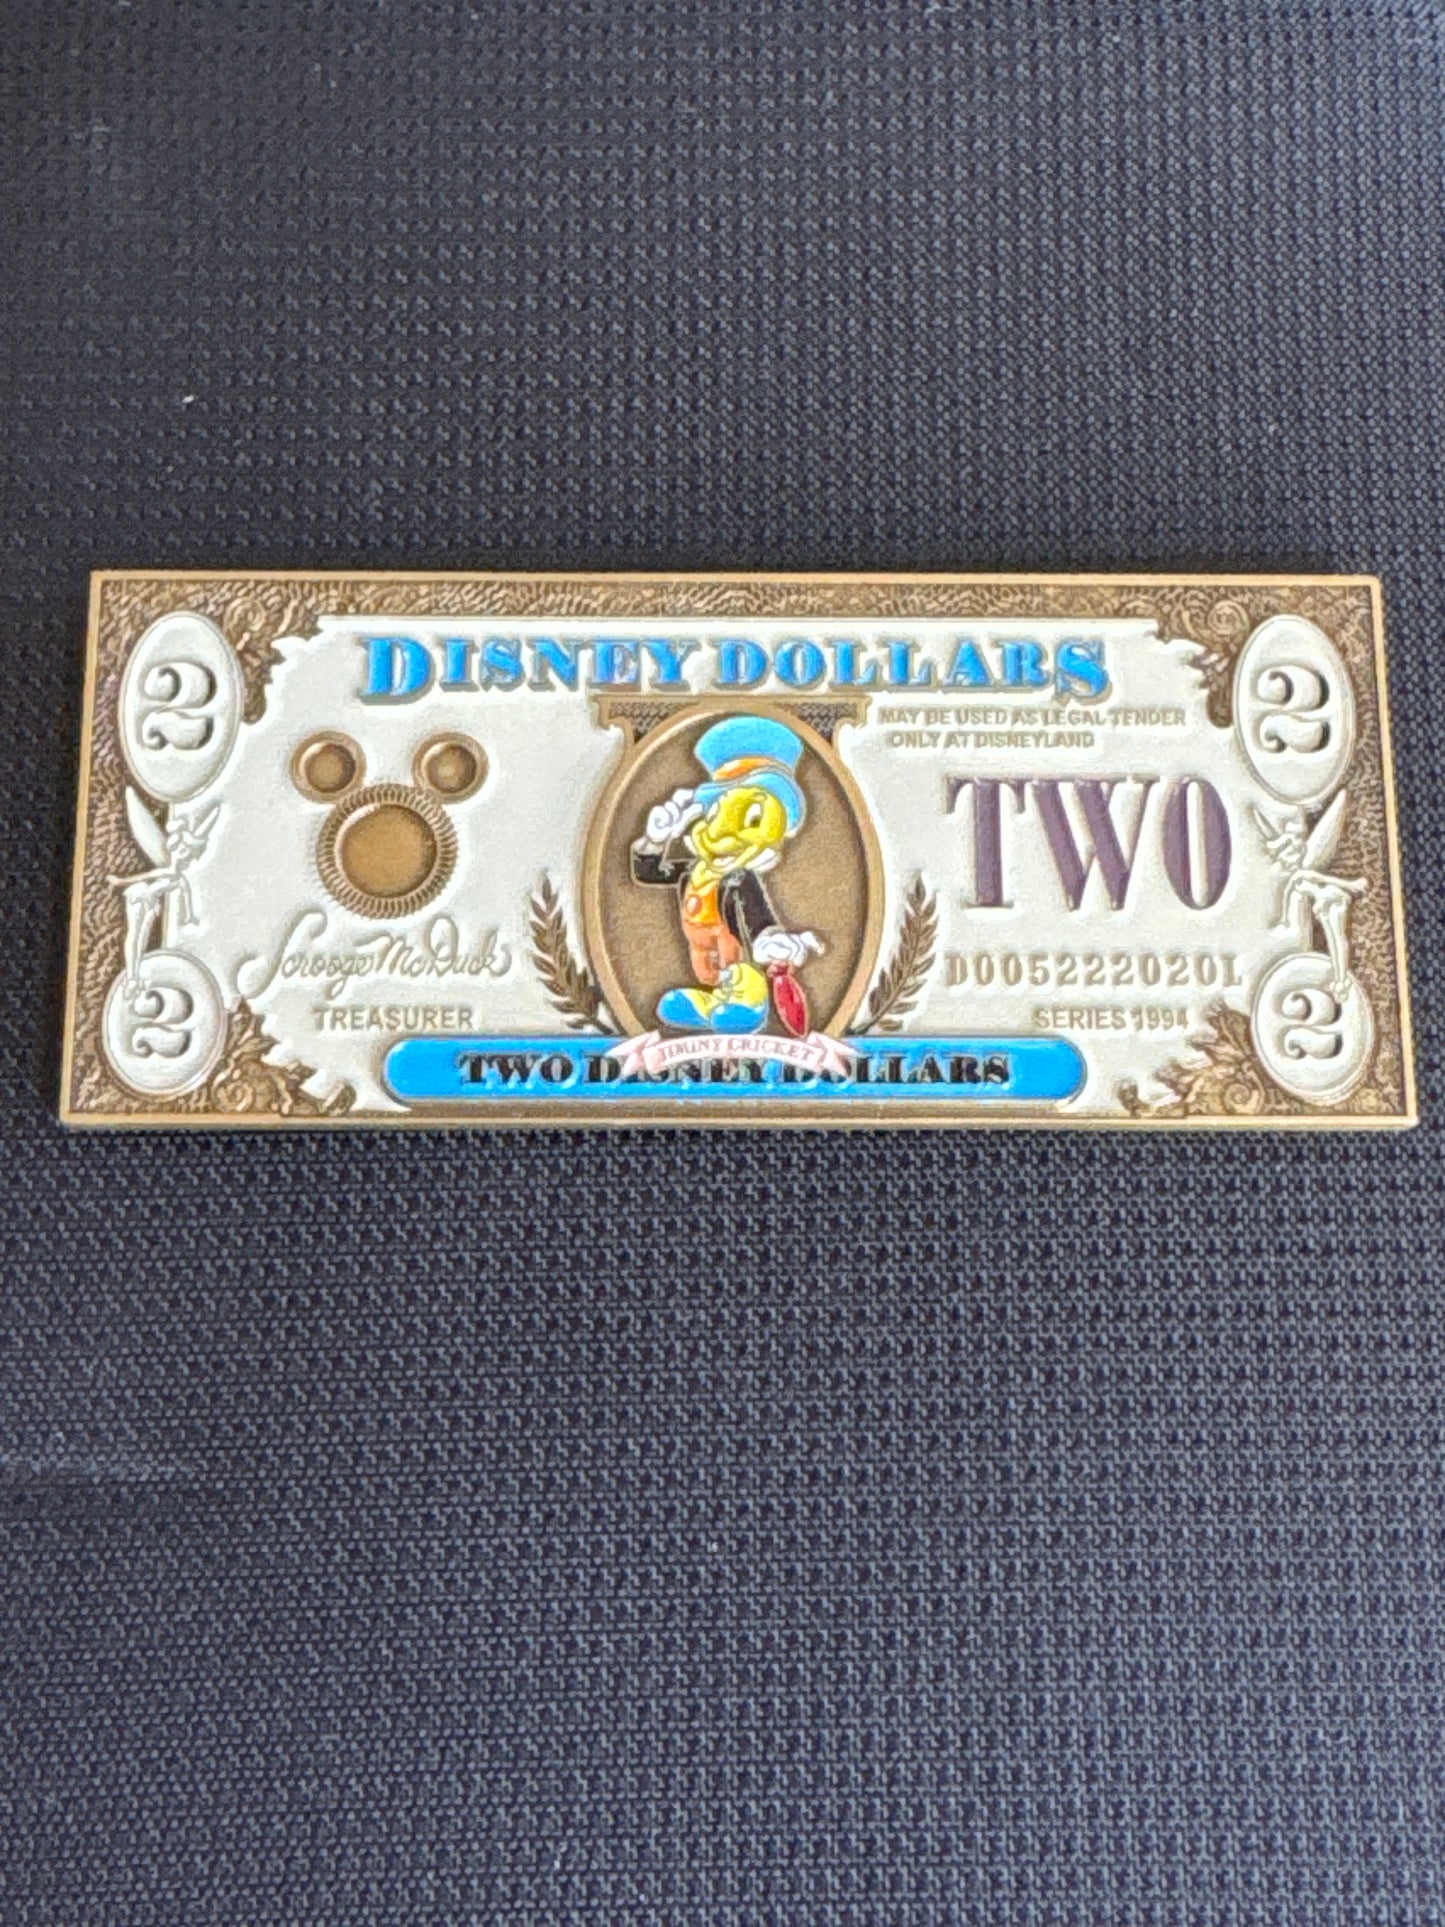 DISNEY DOLLARS
2
2
MAY BE USED AS LEGAL TENDER
ONLY AT DISNEYLAND
TWO
Scrooge McDuck
D005222020L
TREASURER
SERIES 1994
2
2
JIMINY CRICKET
TWO DISNEY DOLLARS